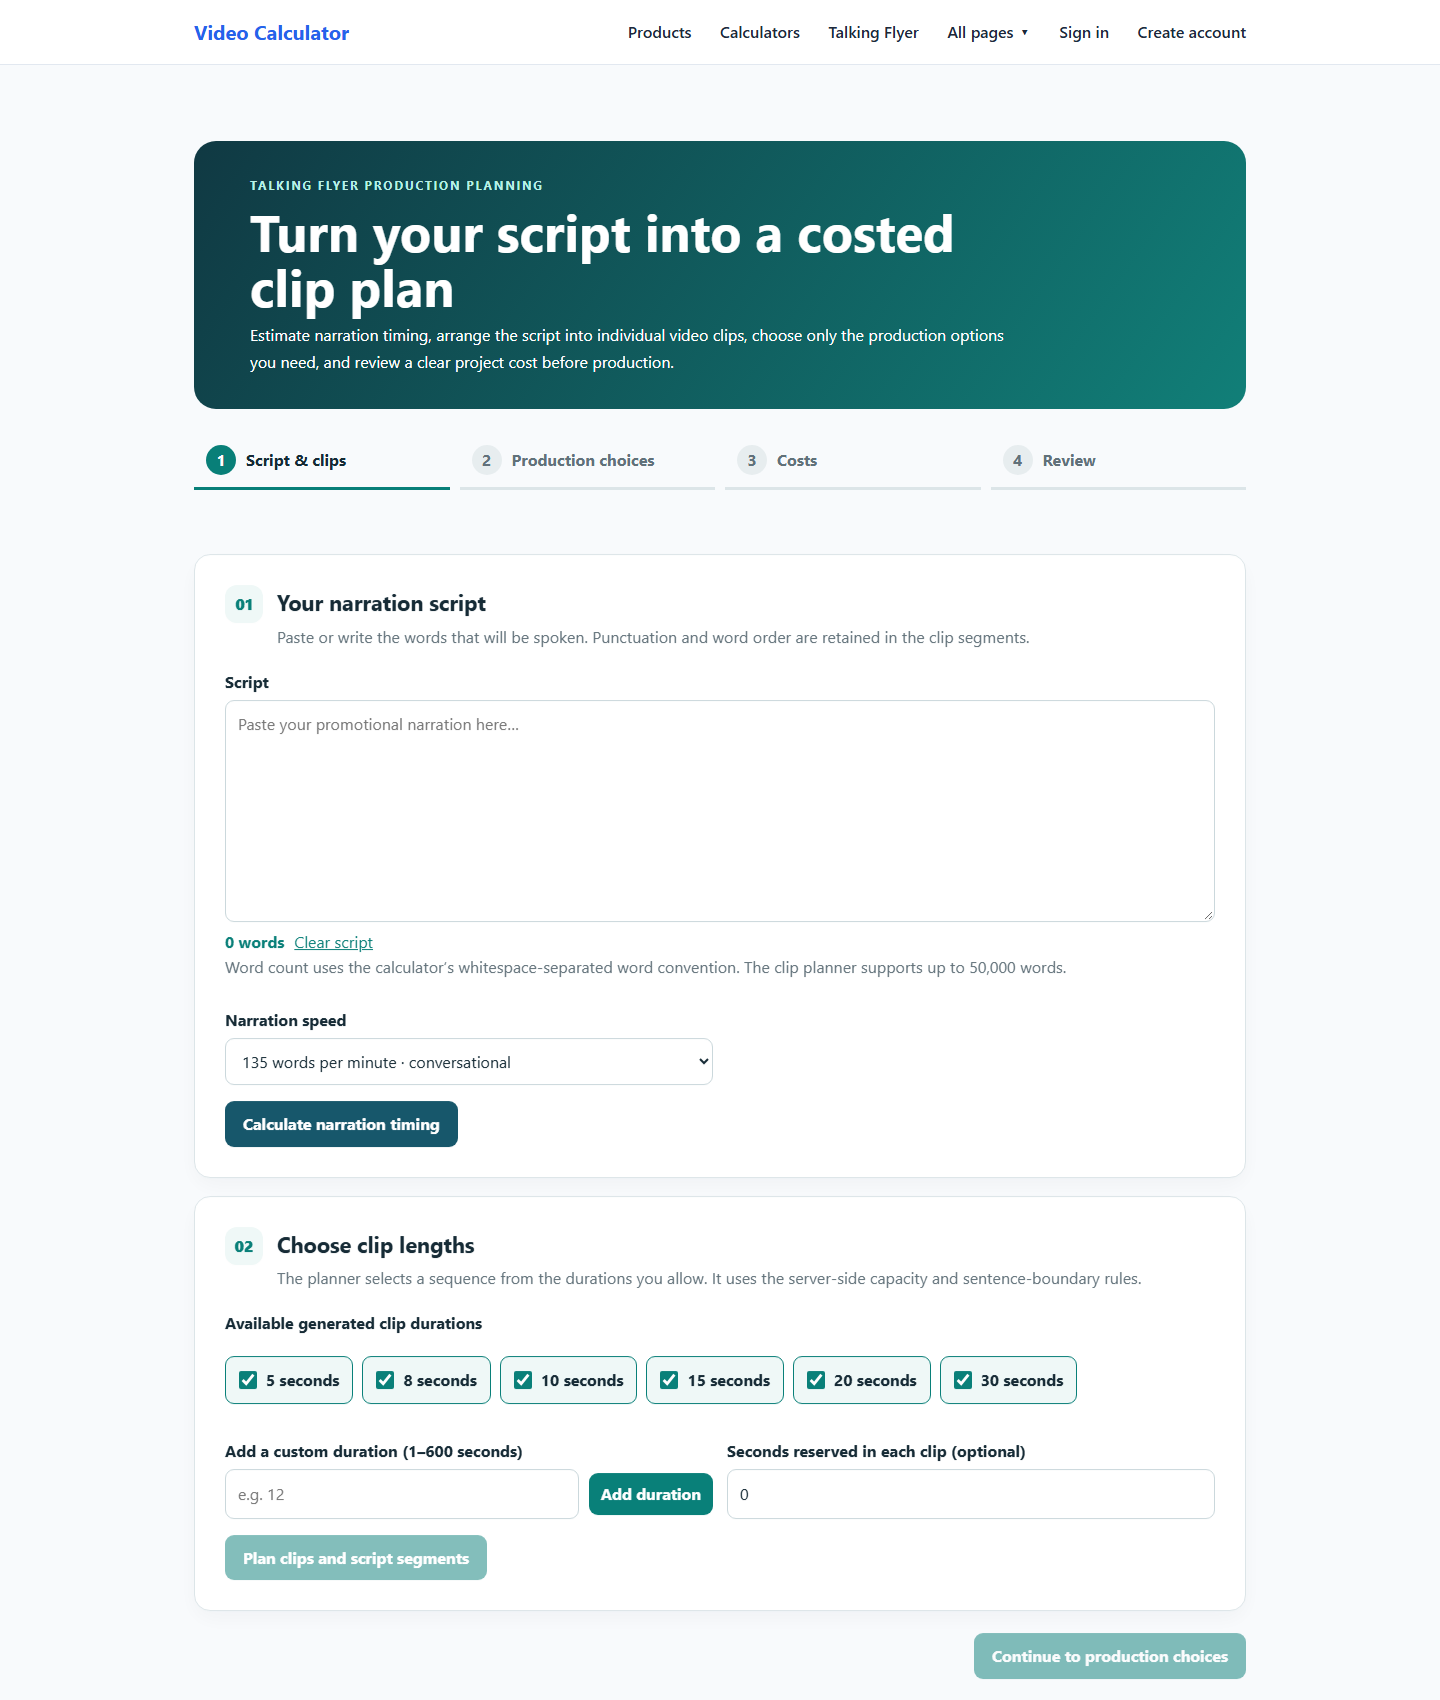 Video Calculator
Products
Calculators
Talking Flyer
All pages ▼
Sign in
Create account
TALKING FLYER PRODUCTION PLANNING
Turn your script into a costed
clip plan
Estimate narration timing, arrange the script into individual video clips, choose only the production options
you need, and review a clear project cost before production.
1 Script & clips
2 Production choices
3 Costs
4 Review
01 Your narration script
Paste or write the words that will be spoken. Punctuation and word order are retained in the clip segments.
Script
Paste your promotional narration here...
0 words Clear script
Word count uses the calculator's whitespace-separated word convention. The clip planner supports up to 50,000 words.
Narration speed
135 words per minute · conversational
Calculate narration timing
02 Choose clip lengths
The planner selects a sequence from the durations you allow. It uses the server-side capacity and sentence-boundary rules.
Available generated clip durations
5 seconds
8 seconds
10 seconds
15 seconds
20 seconds
30 seconds
Add a custom duration (1–600 seconds)
e.g. 12
Add duration
Seconds reserved in each clip (optional)
0
Plan clips and script segments
Continue to production choices